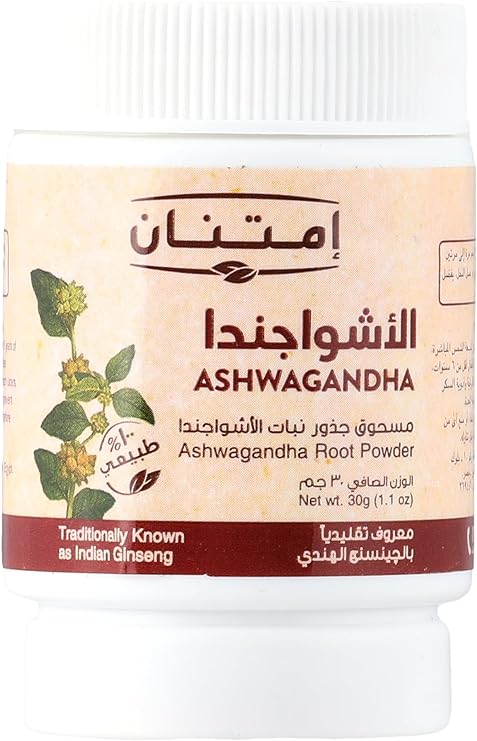 إمتنان
الأشواجندا
ASHWAGANDHA
مسحوق جذور نبات الأشواجندا
Ashwagandha Root Powder
الوزن الصافي ٣٠ جم
Net wt. 30g (1.1 oz)
١٠٠%
طبيعي
Traditionally Known
as Indian Ginseng
معروف تقليدياً
بالچينسنج الهندي